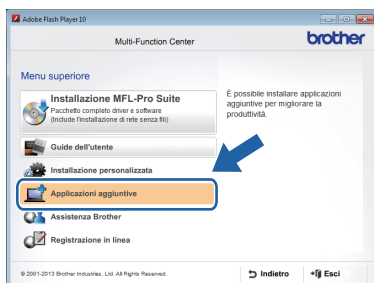 Adobe Flash Player 10
Multi-Function Center
brother
Menu superiore
Installazione MFL-Pro Suite
Pacchetto completo driver e software
(include l'installazione di rete senza fili)
Guide dell'utente
Installazione personalizzata
Applicazioni aggiuntive
Assistenza Brother
Registrazione in linea
È possibile installare applicazioni
aggiuntive per migliorare la
produttività.
© 2001-2013 Brother Industries, Ltd. All Rights Reserved.
Indietro
Esci